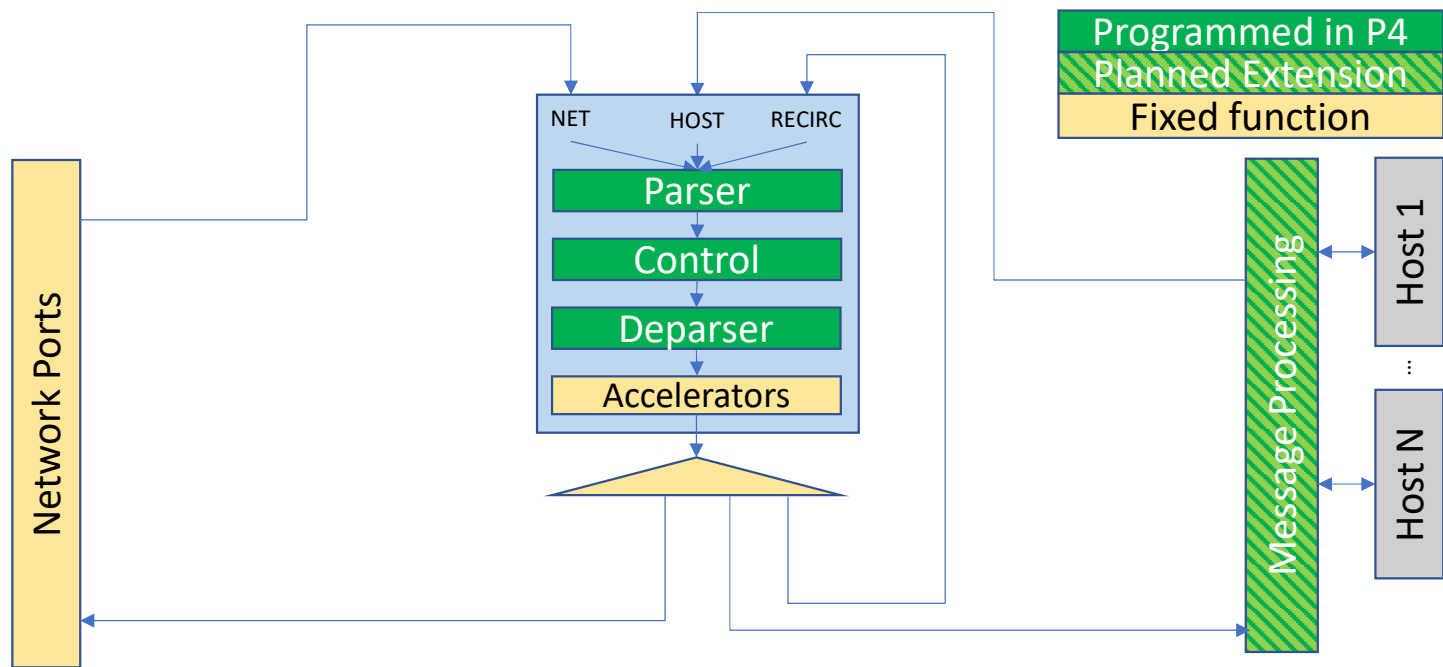 Programmed in P4
Planned Extension
Fixed function
NET
HOST
RECIRC
Parser
Control
Deparser
Accelerators
Network Ports
Message Processing
Host 1
...
Host N